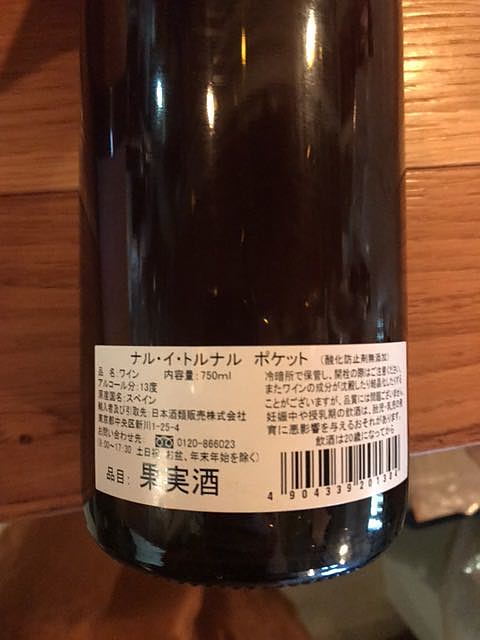 ナル・イ・トルナル ポケット (酸化防止剤無添加)
品 名: ワイン 内容量: 750ml
アルコール分: 13度
原産国名: スペイン
輸入者及び引取先: 日本酒類販売株式会社
東京都中央区新川1-25-4
お問い合わせ先: 0120-866023
(9:00~17:30 土日祝、お盆、年末年始を除く)
品目: 果実酒
冷暗所で保管し、開栓の際はご注意ください。
またワインの成分が沈殿したり結晶化したりする
ことがございますが、品質には問題ございません。
妊娠中や授乳期の飲酒は、胎児・乳児の発
育に悪影響を与えるおそれがあります。
飲酒は20歳になってから
4 904339 201312